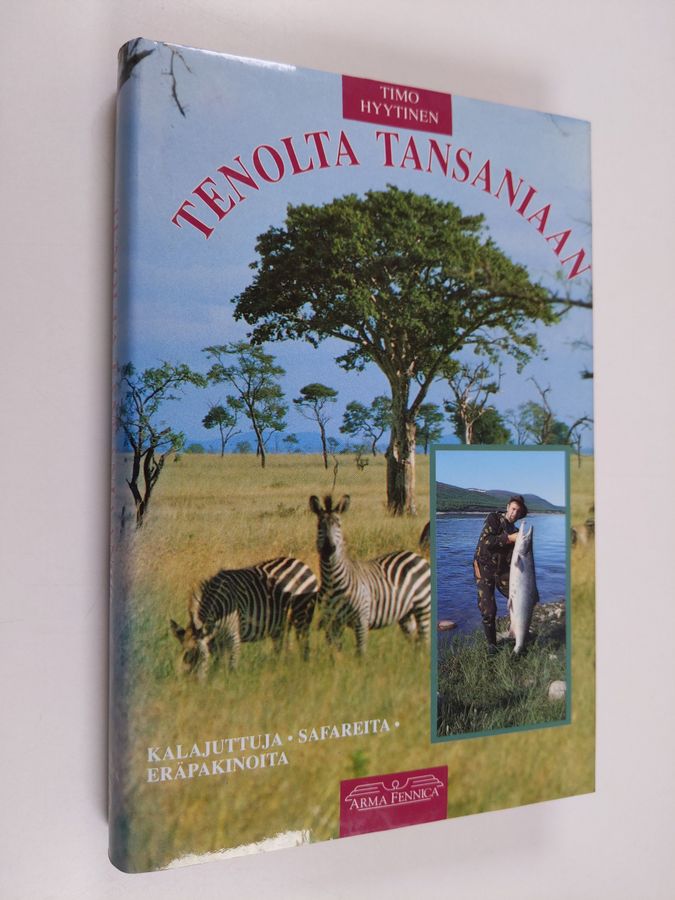 TIMO
HYYTINEN
TENOLTA TANSANIAAN
KALAJUTTUJA • SAFAREITA •
ERÄPAKINOITA
ARMA FENNICA